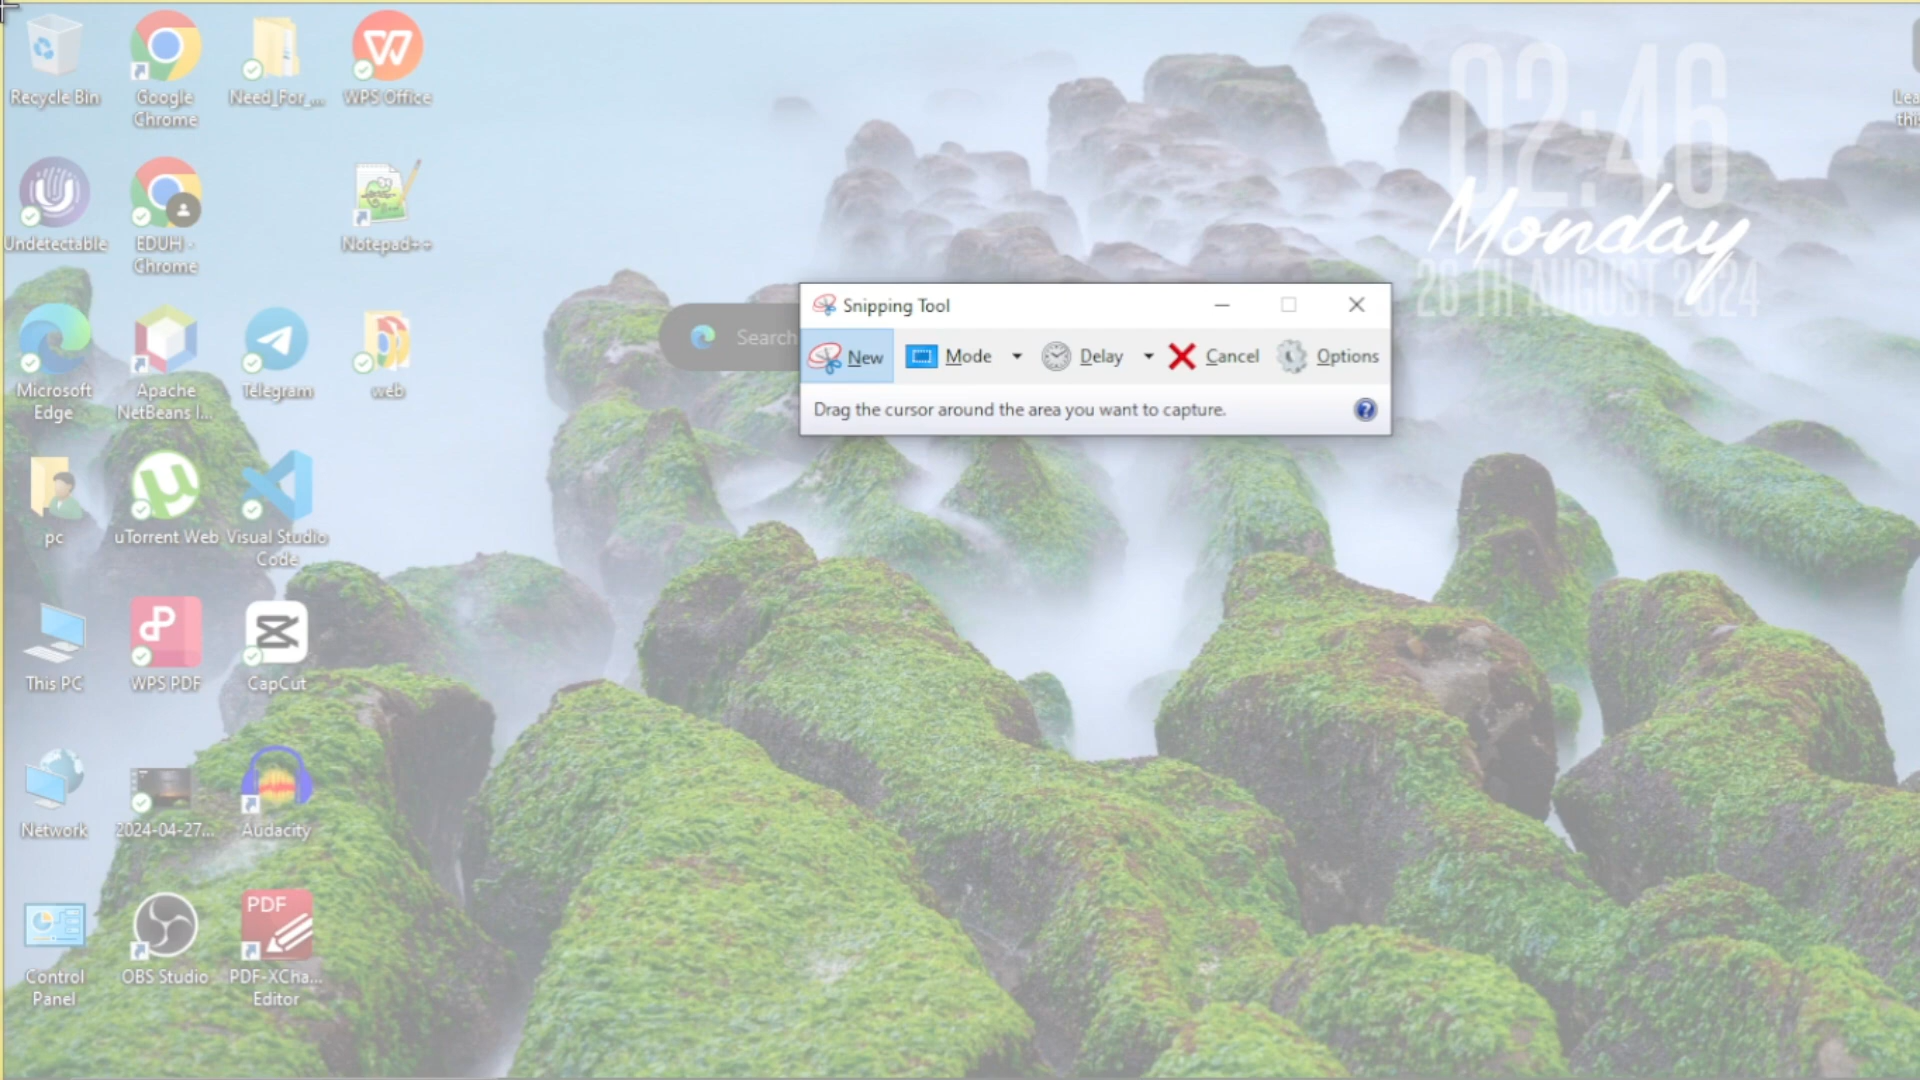 Recycle Bin
Google
Chrome
Need_For_...
WPS Office
Undetectable
EDUH -
Chrome
Notepad++
Microsoft
Edge
Apache
NetBeans I...
Telegram
web
pc
uTorrent Web
Visual Studio
Code
This PC
WPS PDF
CapCut
Network
2024-04-27...
Audacity
Control
Panel
OBS Studio
PDF
PDF-XCha...
Editor
Search
Snipping Tool
New
Mode
Delay
Cancel
Options
Drag the cursor around the area you want to capture.
02:46
Monday
26 TH AUGUST 2024
Lea
thi